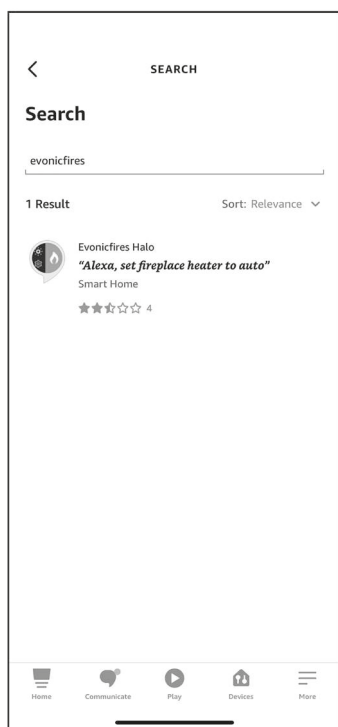 SEARCH
Search
evonicfires
1 Result Sort: Relevance
Evonicfires Halo
“Alexa, set fireplace heater to auto”
Smart Home
4
Home Communicate Play Devices More